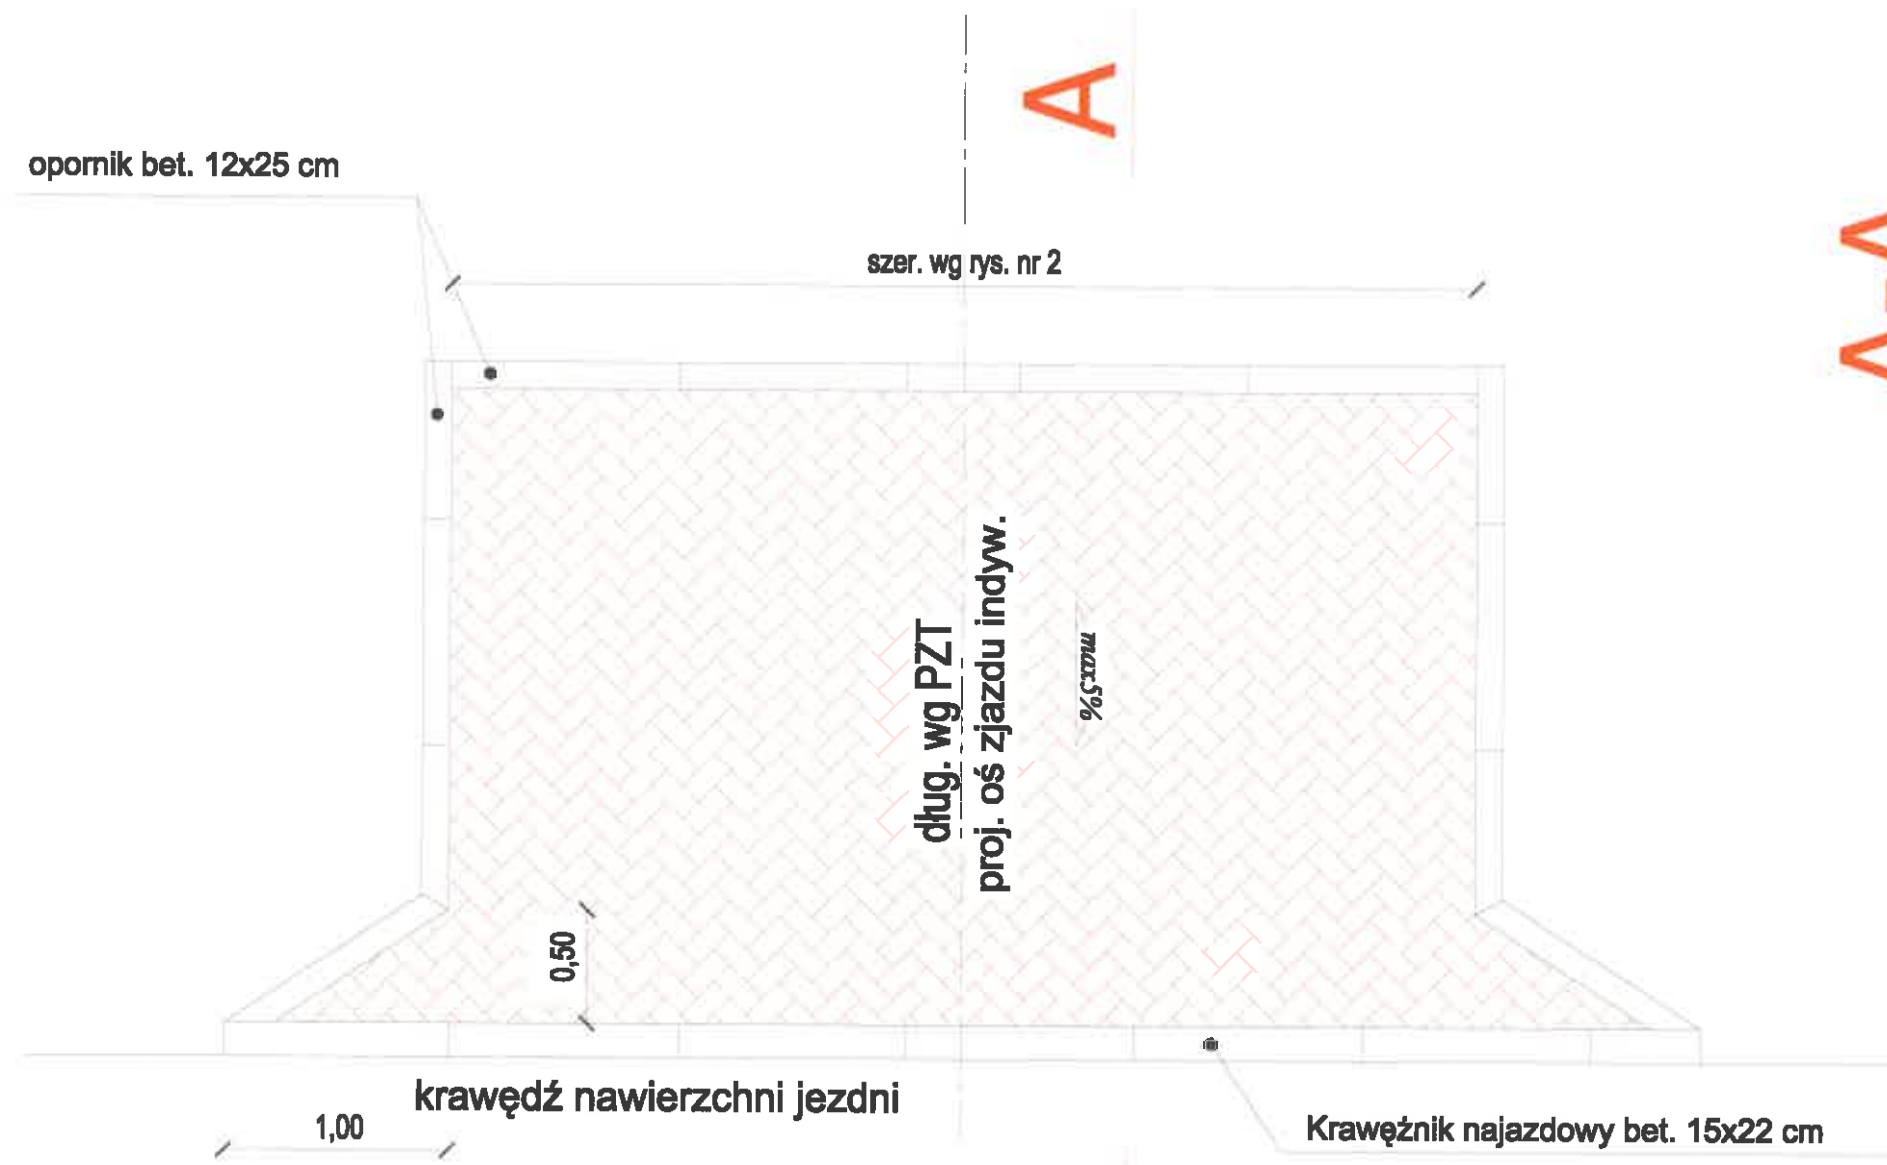 A
opornik bet. 12x25 cm
szer. wg rys. nr 2
A-A
dług. wg PZT
proj. oś zjazdu indyw.
max5%
0,50
krawędź nawierzchni jezdni
1,00
Krawężnik najazdowy bet. 15x22 cm